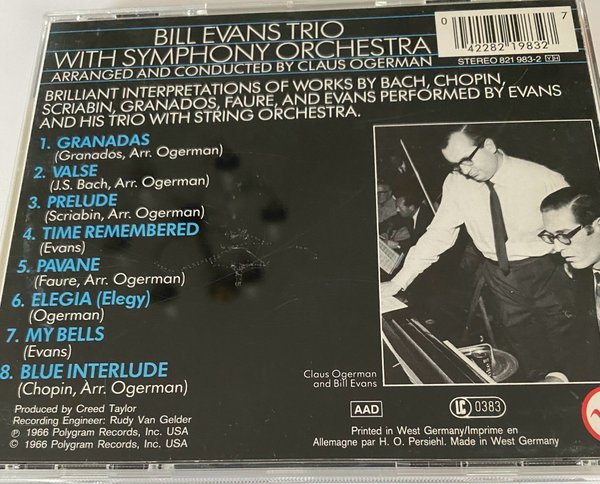 BILL EVANS TRIO
WITH SYMPHONY ORCHESTRA
ARRANGED AND CONDUCTED BY CLAUS OGERMAN
0 42282 19832 7
STEREO 821 983-2 YH
BRILLIANT INTERPRETATIONS OF WORKS BY BACH, CHOPIN,
SCRIABIN, GRANADOS, FAURE, AND EVANS PERFORMED BY EVANS
AND HIS TRIO WITH STRING ORCHESTRA.
1. GRANADAS
(Granados, Arr. Ogerman)
2. VALSE
(J.S. Bach, Arr. Ogerman)
3. PRELUDE
(Scriabin, Arr. Ogerman)
4. TIME REMEMBERED
(Evans)
5. PAVANE
(Faure, Arr. Ogerman)
6. ELEGIA (Elegy)
(Ogerman)
7. MY BELLS
(Evans)
8. BLUE INTERLUDE
(Chopin, Arr. Ogerman)
Claus Ogerman
and Bill Evans
Produced by Creed Taylor
Recording Engineer: Rudy Van Gelder
℗ 1966 Polygram Records, Inc. USA
© 1966 Polygram Records, Inc. USA
AAD
LC 0383
Printed in West Germany/Imprime en
Allemagne par H. O. Persiehl. Made in West Germany